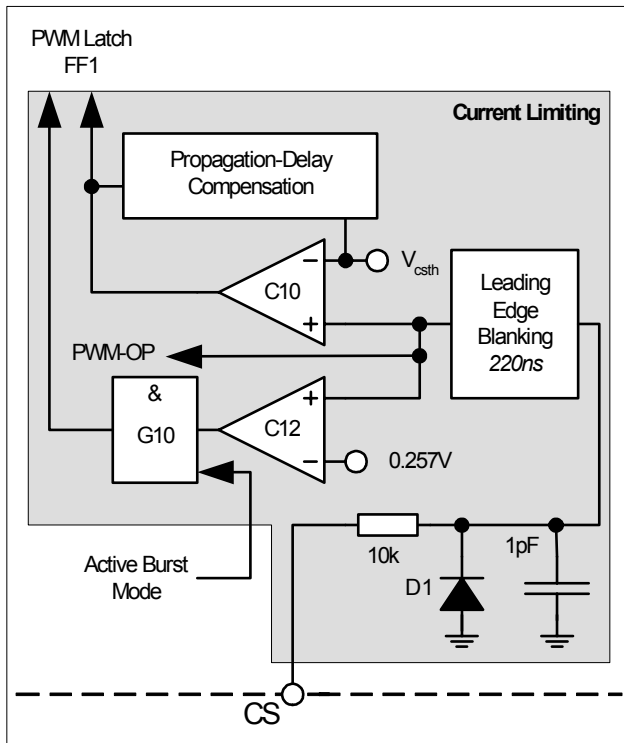 PWM Latch
FF1
Current Limiting
Propagation-Delay
Compensation
Vcsth
C10
Leading
Edge
Blanking
220ns
PWM-OP
&
G10
C12
0.257V
Active Burst
Mode
10k
1pF
D1
CS